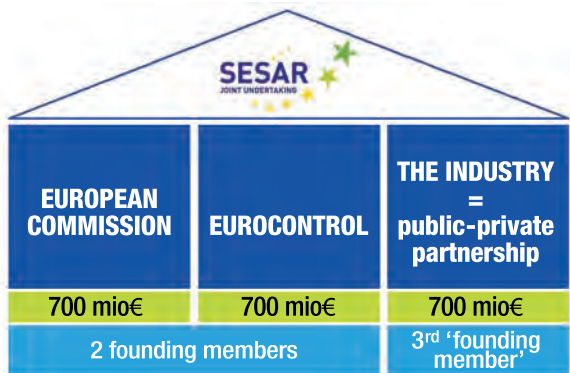 SESAR
JOINT UNDERTAKING
EUROPEAN
COMMISSION
EUROCONTROL
THE INDUSTRY
=
public-private
partnership
700 mio€
700 mio€
700 mio€
2 founding members
3rd ‘founding
member’